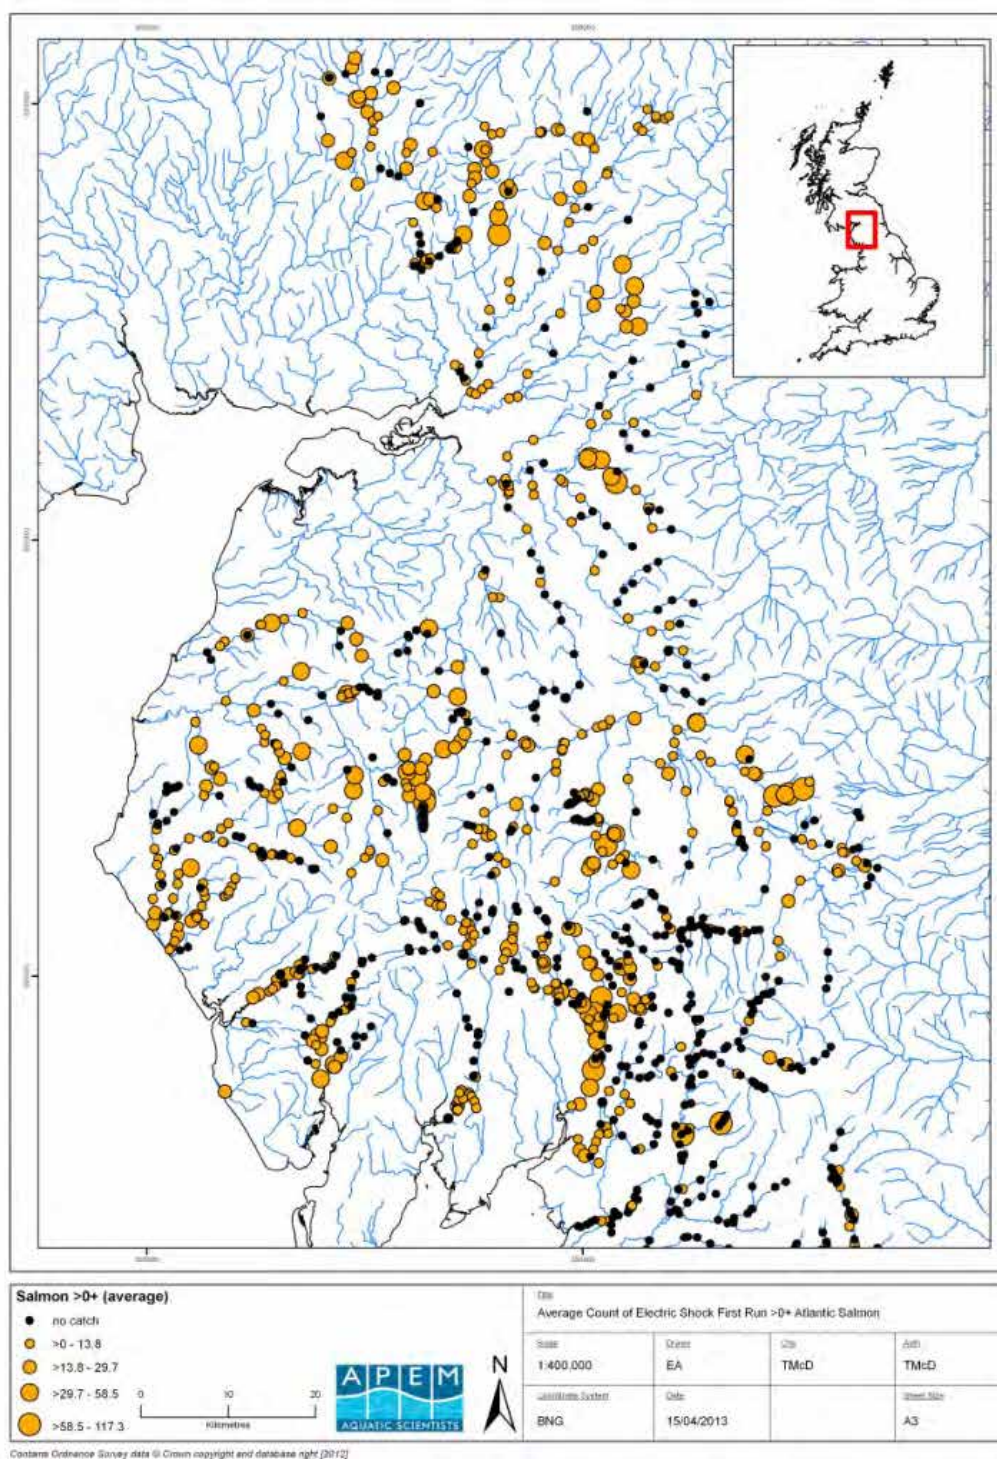 Salmon >0+ (average)
no catch
>0 - 13.8
>13.8 - 29.7
>29.7 - 58.5
>58.5 - 117.3
0 10 20
Kilometres
APEM
AQUATIC SCIENTISTS
N
Title
Average Count of Electric Shock First Run >0+ Atlantic Salmon
Scale
1:400,000
Drawn
EA
Chk
TMcD
Auth
TMcD
Coordinate System
BNG
Date
15/04/2013
Sheet Size
A3
Contains Ordnance Survey data © Crown copyright and database right [2012]